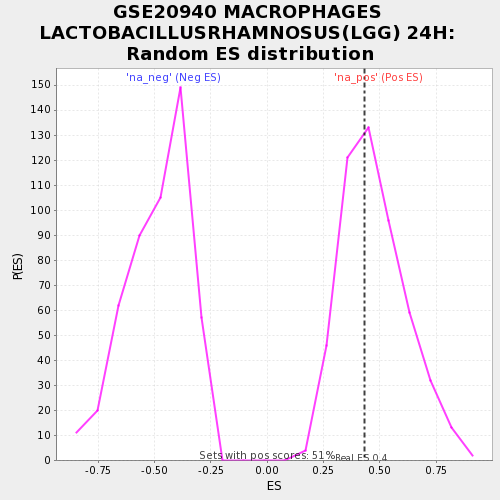 GSE20940 MACROPHAGES
LACTOBACILLUSRHAMNOSUS(LGG) 24H:
Random ES distribution
'na_neg' (Neg ES)
'na_pos' (Pos ES)
150
140
130
120
110
100
90
80
70
60
50
40
30
20
10
0
P(ES)
Sets with pos scores: 51%
Real ES 0,4
-0.75
-0.50
-0.25
0.00
0.25
0.50
0.75
ES